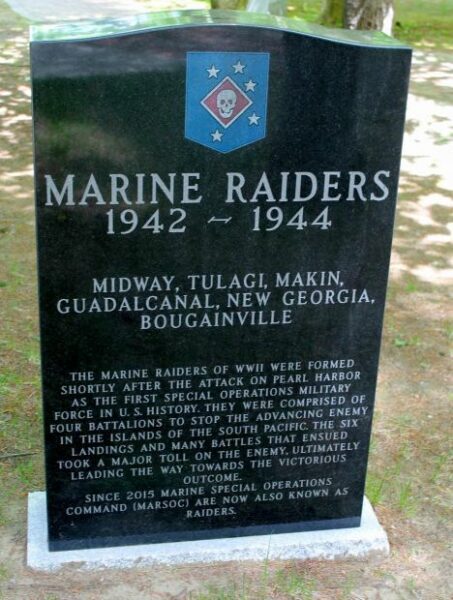 MARINE RAIDERS
1942 ~ 1944
MIDWAY, TULAGI, MAKIN,
GUADALCANAL, NEW GEORGIA,
BOUGAINVILLE
THE MARINE RAIDERS OF WWII WERE FORMED
SHORTLY AFTER THE ATTACK ON PEARL HARBOR
AS THE FIRST SPECIAL OPERATIONS MILITARY
FORCE IN U.S. HISTORY. THEY WERE COMPRISED OF
FOUR BATTALIONS TO STOP THE ADVANCING ENEMY
IN THE ISLANDS OF THE SOUTH PACIFIC. THE SIX
LANDINGS AND MANY BATTLES THAT ENSUED
TOOK A MAJOR TOLL ON THE ENEMY, ULTIMATELY
LEADING THE WAY TOWARDS THE VICTORIOUS
OUTCOME.
SINCE 2015 MARINE SPECIAL OPERATIONS
COMMAND (MARSOC) ARE NOW ALSO KNOWN AS
RAIDERS.